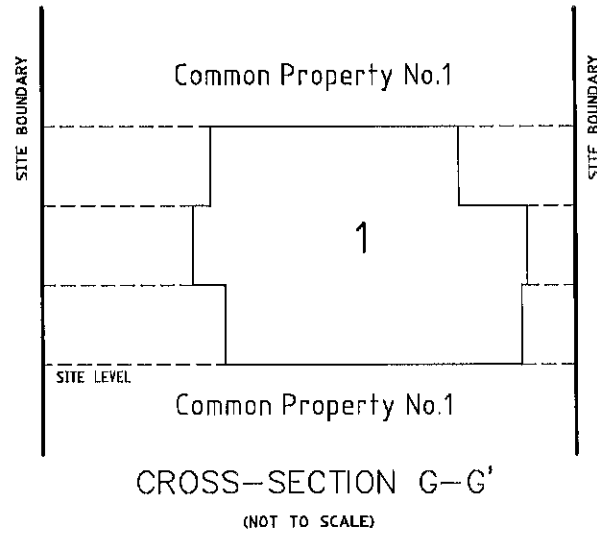 SITE BOUNDARY
SITE BOUNDARY
Common Property No.1
1
SITE LEVEL
Common Property No.1
CROSS-SECTION G-G'
(NOT TO SCALE)